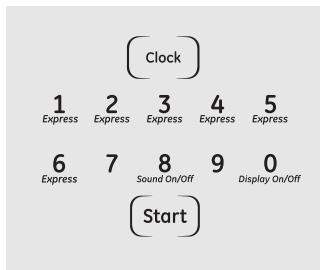 Clock
1 2 3 4 5
Express Express Express Express Express
6 7 8 9 0
Express Sound On/Off Display On/Off
Start